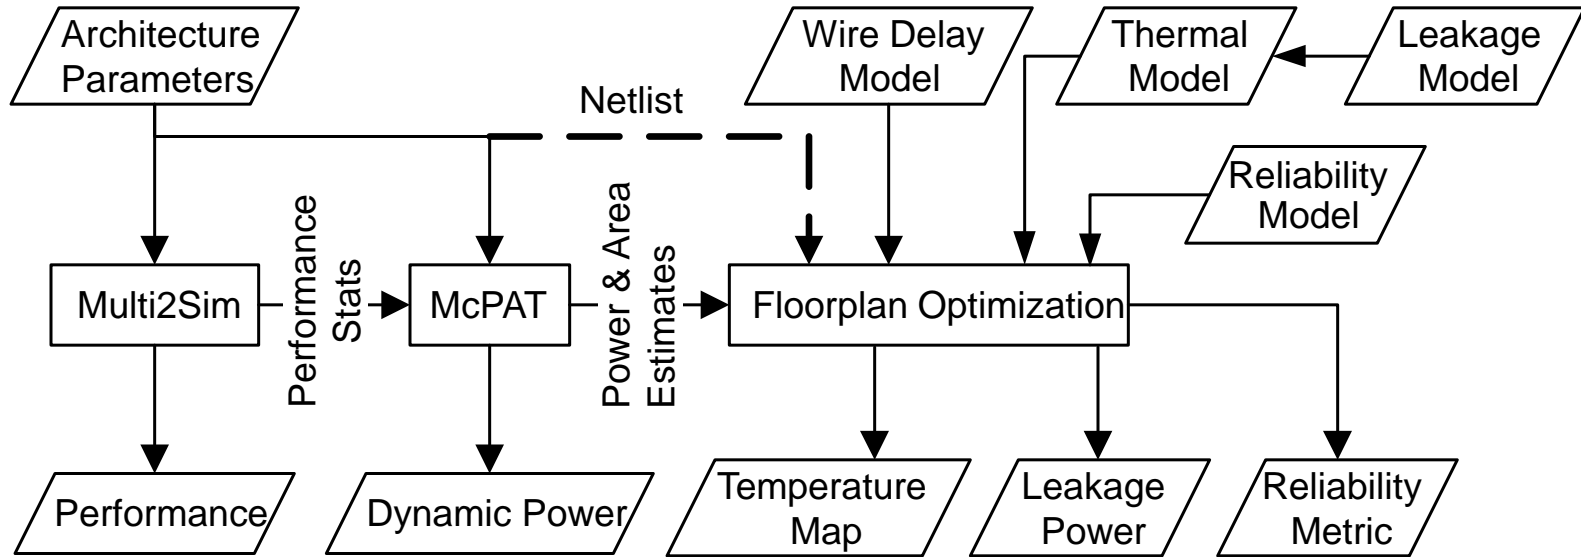 Architecture
Parameters
Wire Delay
Model
Thermal
Model
Leakage
Model
Netlist
Reliability
Model
Multi2Sim
Performance
Stats
McPAT
Power & Area
Estimates
Floorplan Optimization
Performance
Dynamic Power
Temperature
Map
Leakage
Power
Reliability
Metric